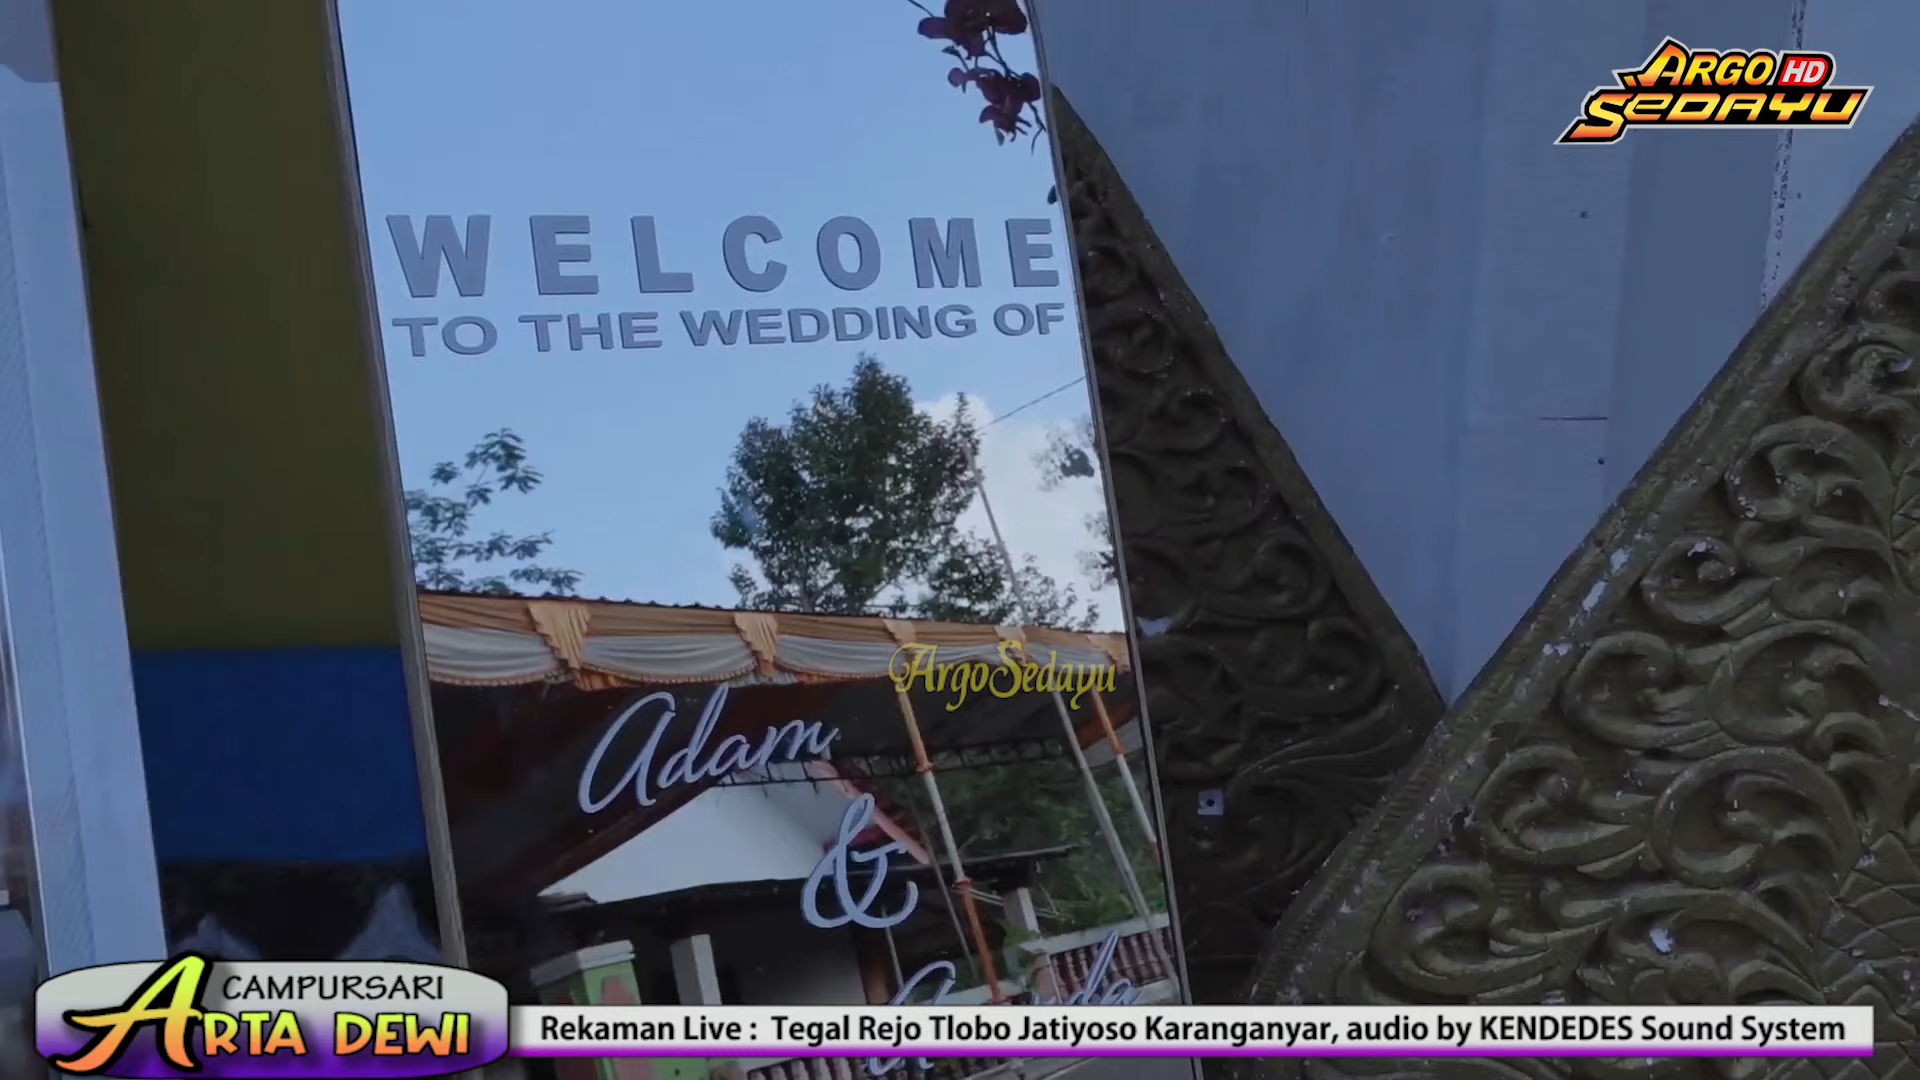 ARGO HD
SEDAYU
WELCOME
TO THE WEDDING OF
ArgoSedayu
Adam
&
CAMPURSARI
ARTA DEWI
Rekaman Live : Tegal Rejo Tlobo Jatiyoso Karanganyar, audio by KENDEDES Sound System